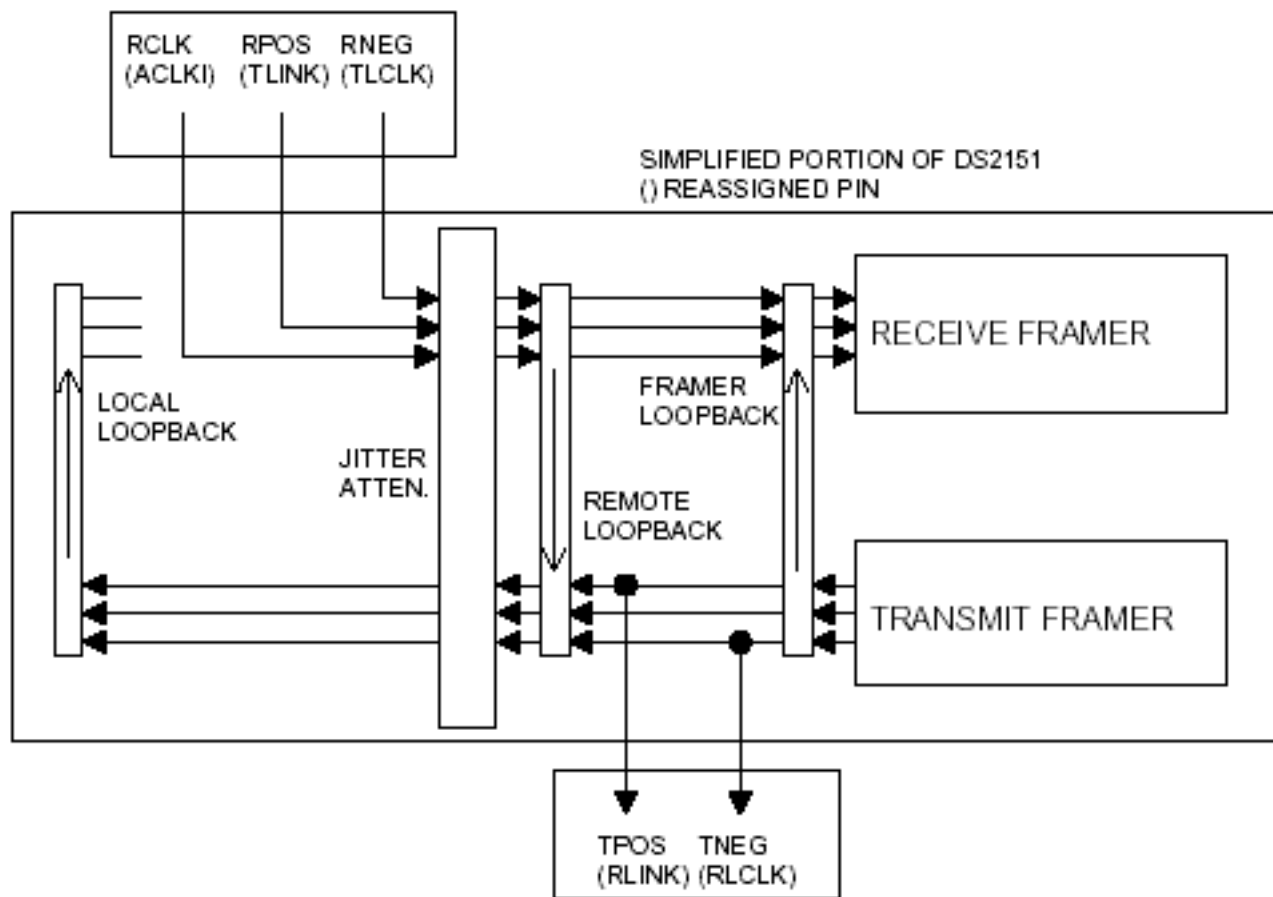 RCLK RPOS RNEG
(ACLKI) (TLINK) (TLCLK)
SIMPLIFIED PORTION OF DS2151
() REASSIGNED PIN
RECEIVE FRAMER
LOCAL
LOOPBACK
FRAMER
LOOPBACK
JITTER
ATTEN.
REMOTE
LOOPBACK
TRANSMIT FRAMER
TPOS TNEG
(RLINK) (RLCLK)